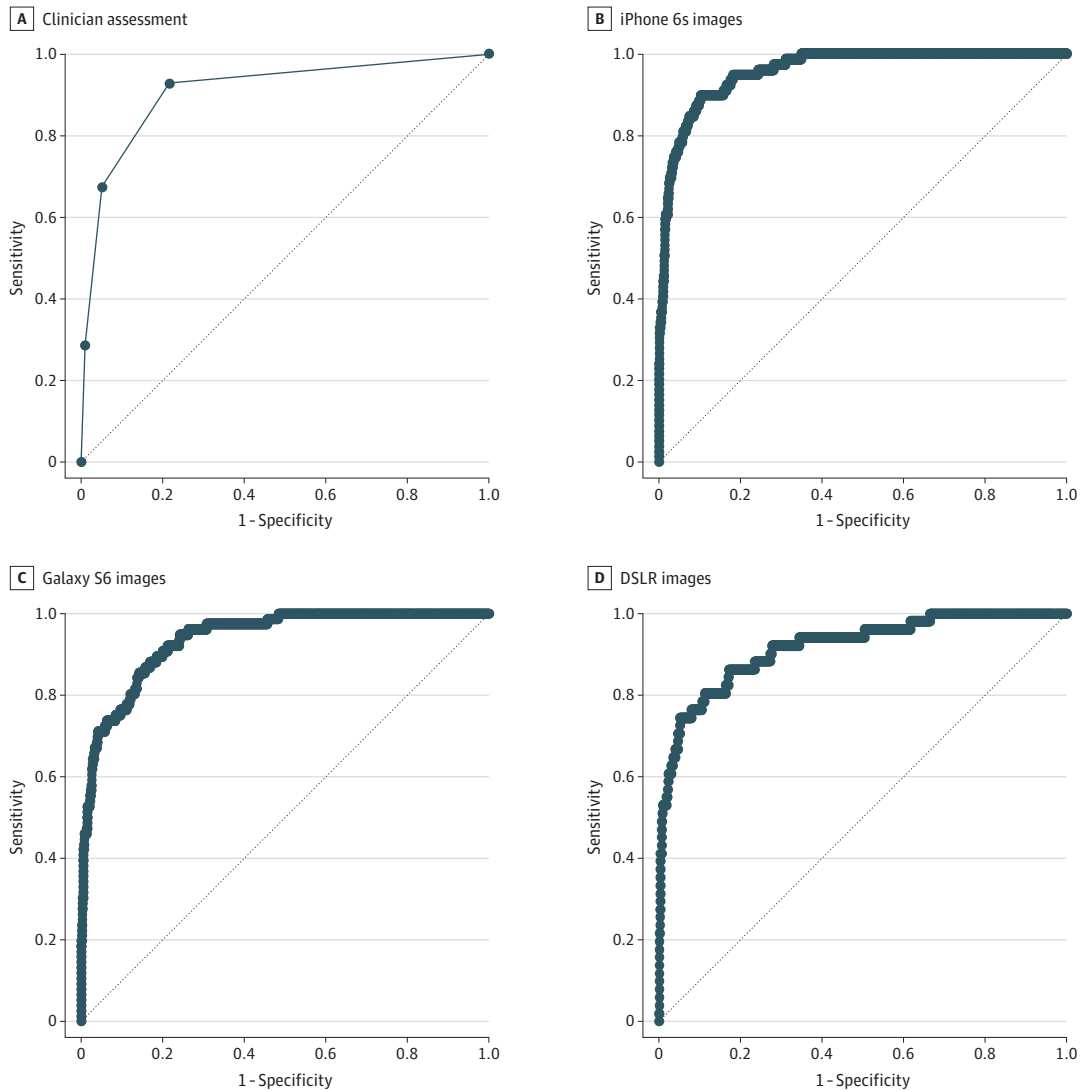 A Clinician assessment
1.0
0.8
0.6
0.4
0.2
0
Sensitivity
0 0.2 0.4 0.6 0.8 1.0
1 - Specificity
B iPhone 6s images
1.0
0.8
0.6
0.4
0.2
0
Sensitivity
0 0.2 0.4 0.6 0.8 1.0
1 - Specificity
C Galaxy S6 images
1.0
0.8
0.6
0.4
0.2
0
Sensitivity
0 0.2 0.4 0.6 0.8 1.0
1 - Specificity
D DSLR images
1.0
0.8
0.6
0.4
0.2
0
Sensitivity
0 0.2 0.4 0.6 0.8 1.0
1 - Specificity